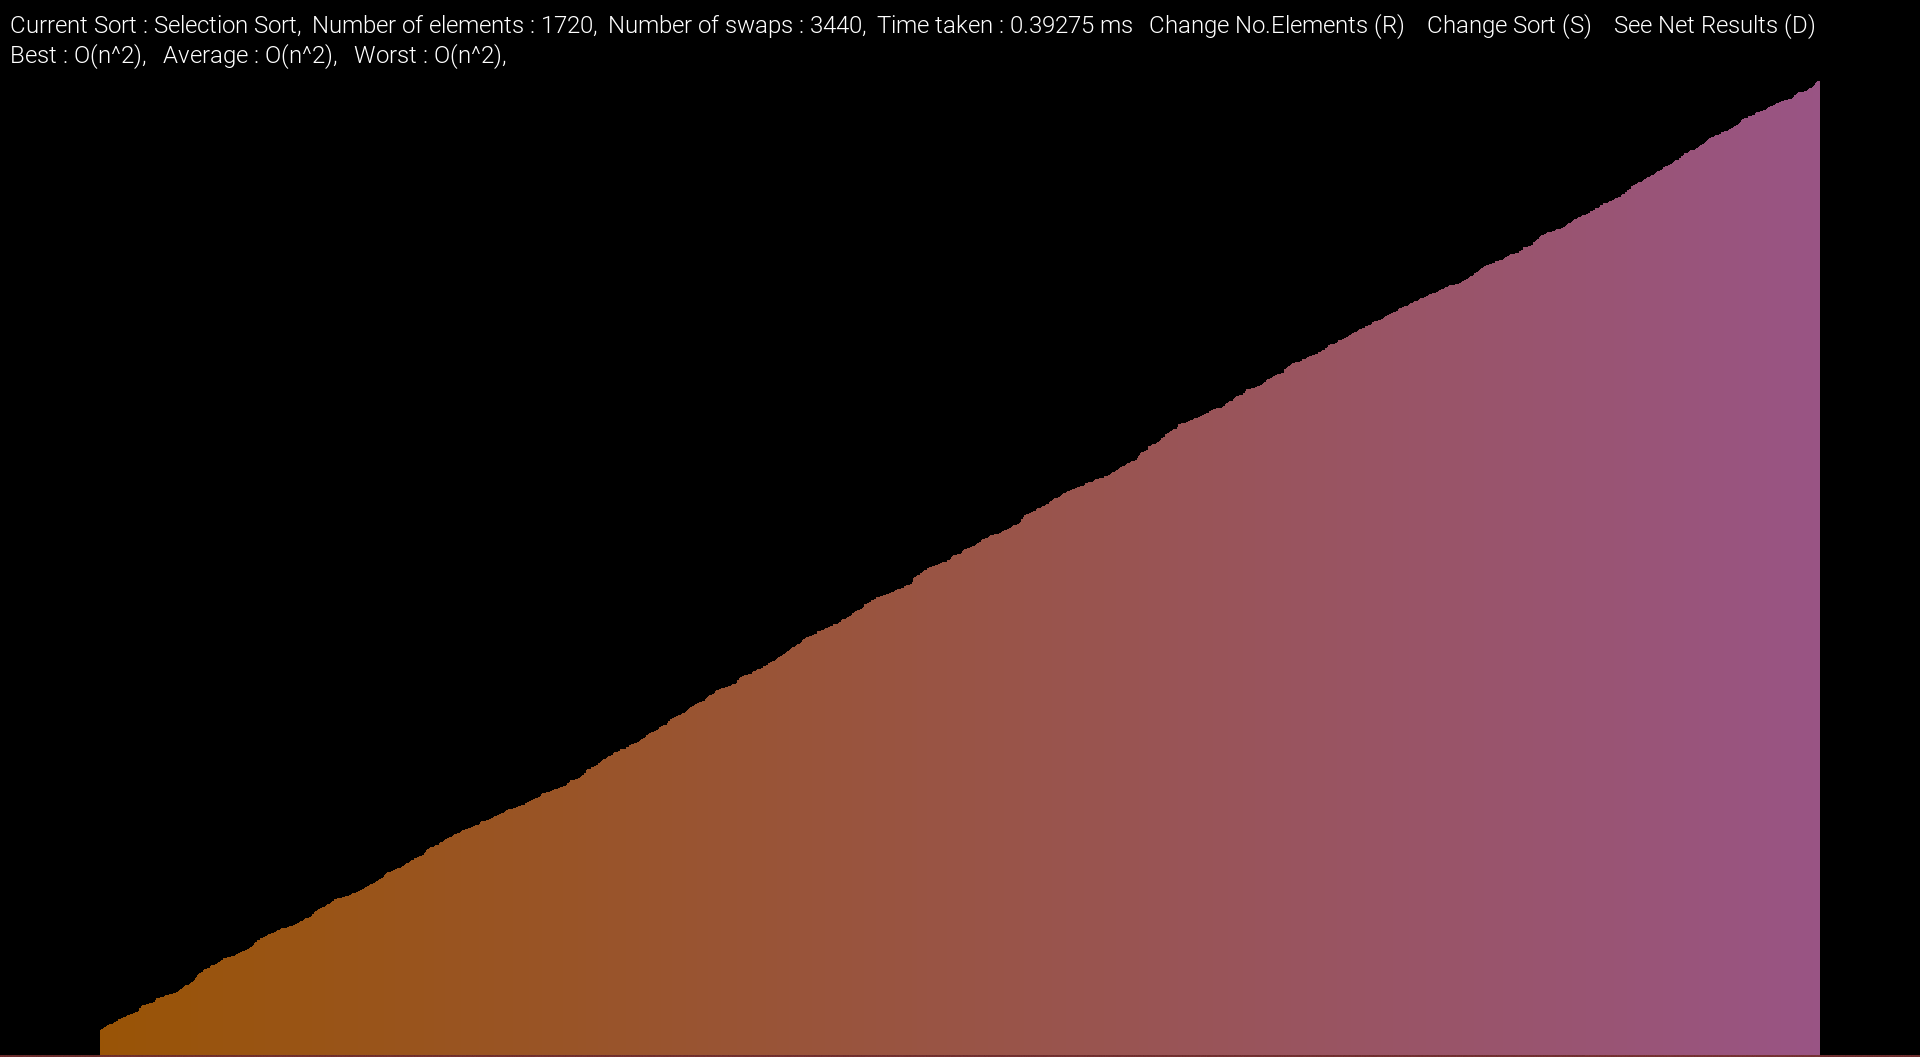 Current Sort : Selection Sort, Number of elements : 1720, Number of swaps : 3440, Time taken : 0.39275 ms Change No.Elements (R) Change Sort (S) See Net Results (D)
Best : O(n^2), Average : O(n^2), Worst : O(n^2),